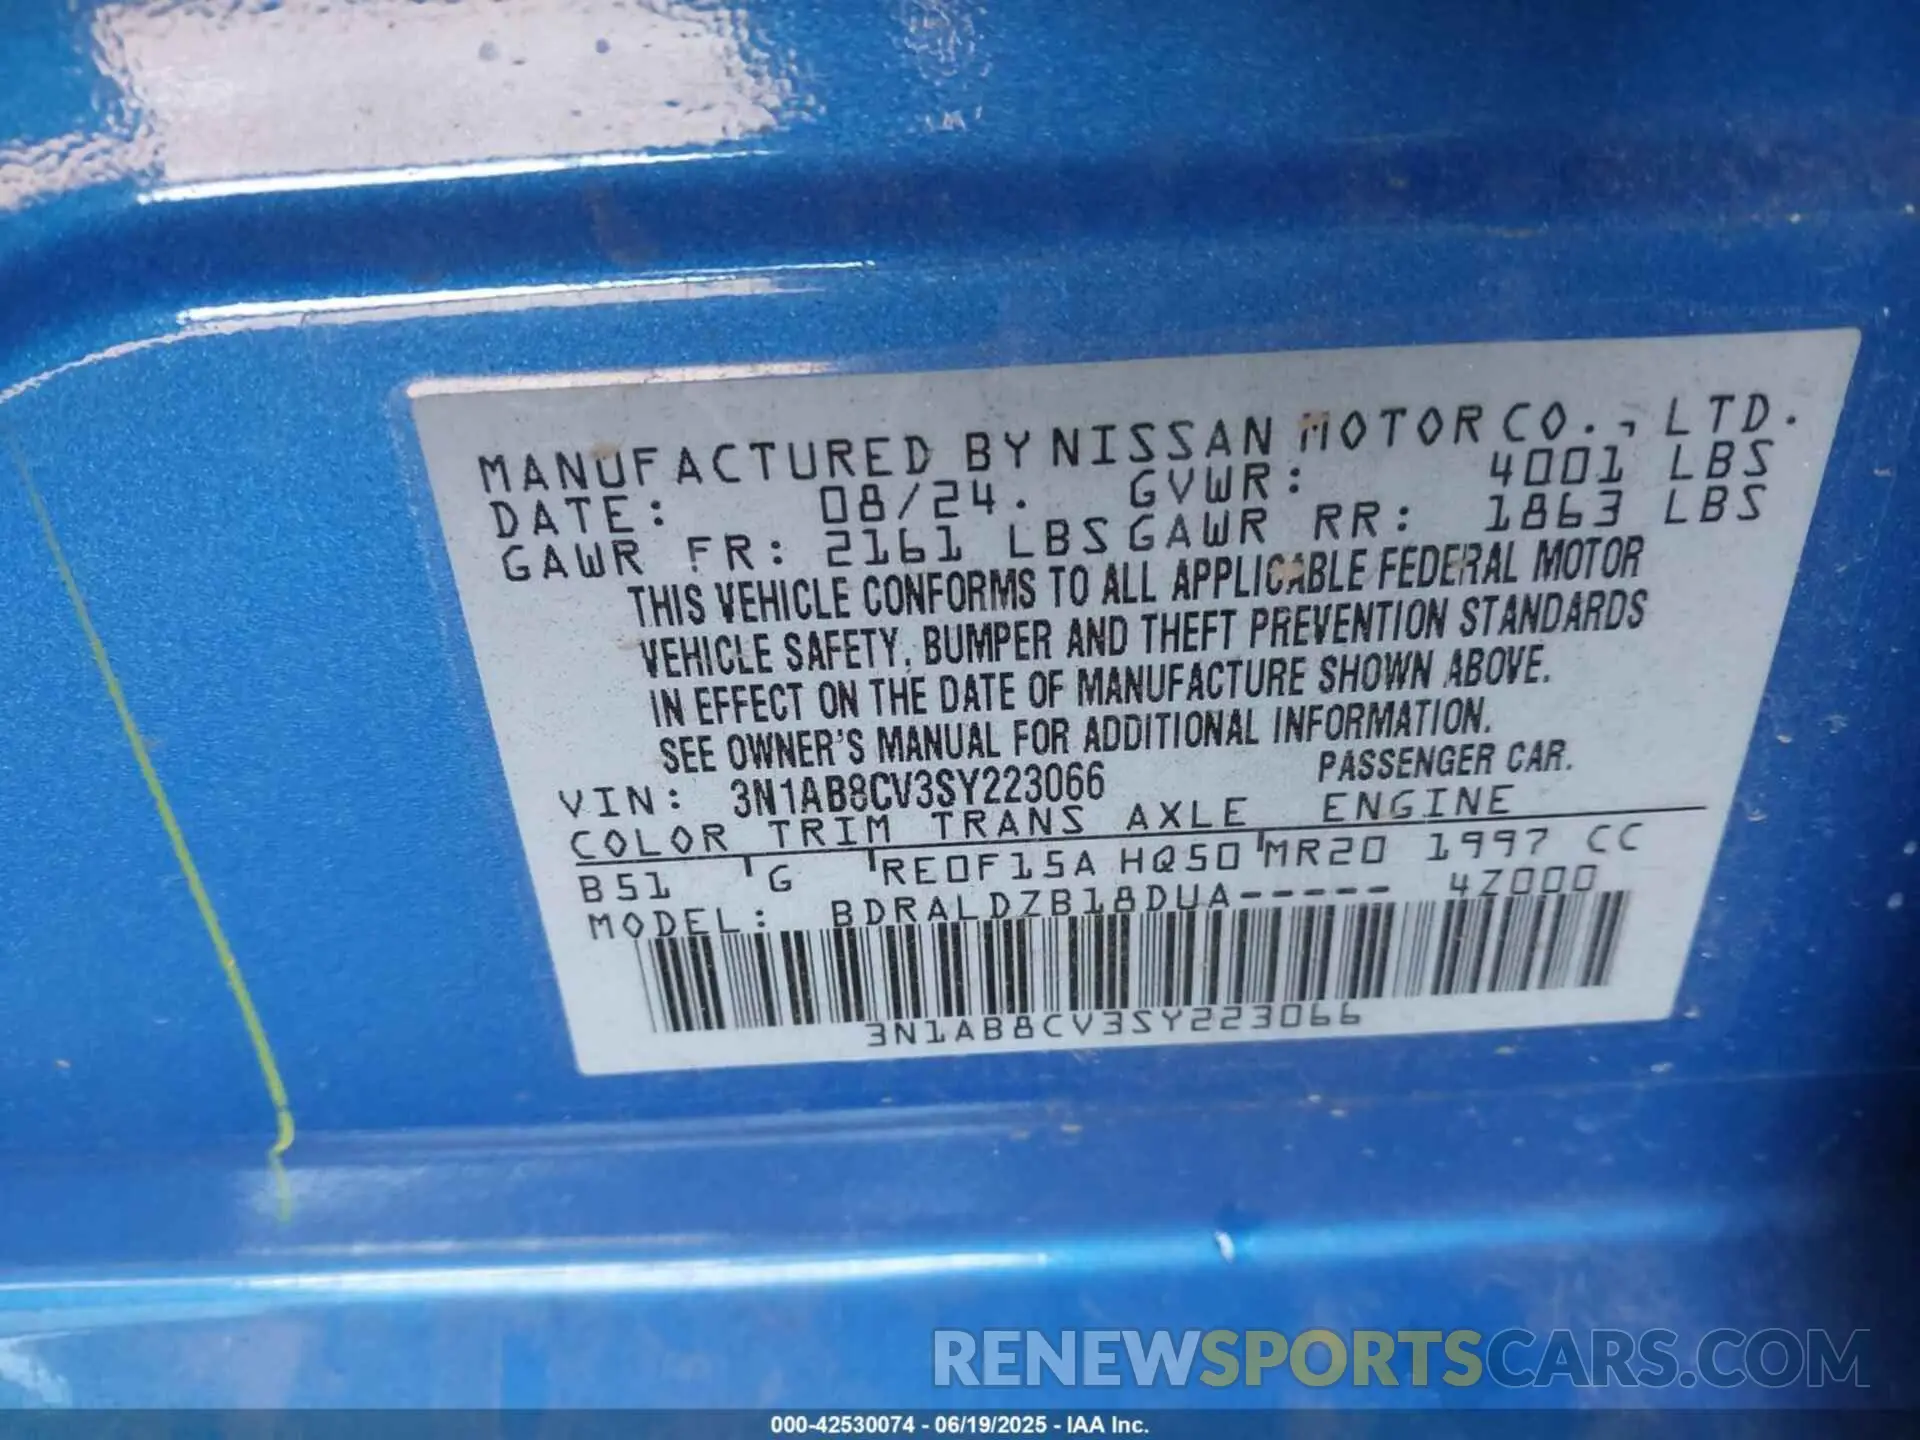 MANUFACTURED BY NISSAN MOTOR CO., LTD.
DATE: 08/24. GVWR: 4001 LBS
GAWR FR: 2161 LBS GAWR RR: 1863 LBS
THIS VEHICLE CONFORMS TO ALL APPLICABLE FEDERAL MOTOR
VEHICLE SAFETY, BUMPER AND THEFT PREVENTION STANDARDS
IN EFFECT ON THE DATE OF MANUFACTURE SHOWN ABOVE.
SEE OWNER'S MANUAL FOR ADDITIONAL INFORMATION.
VIN: 3N1AB8CV3SY223066 PASSENGER CAR.
COLOR TRIM TRANS AXLE ENGINE
B51 G RE0F15A HQ50 MR20 1997 CC
MODEL: BDRALDZB18DUA----- 4Z000
3N1AB8CV3SY223066
RENEWSPORTSCARS.COM
000-42530074 - 06/19/2025 - IAA Inc.